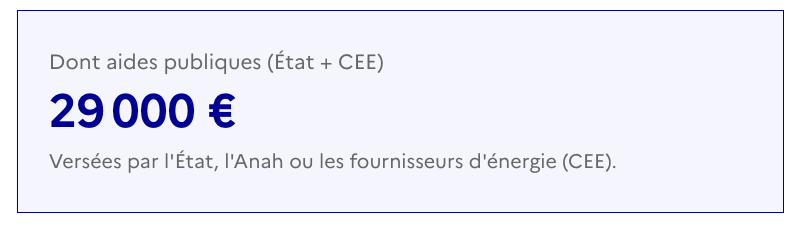 Dont aides publiques (État + CEE)
29 000 €
Versées par l'État, l'Anah ou les fournisseurs d'énergie (CEE).